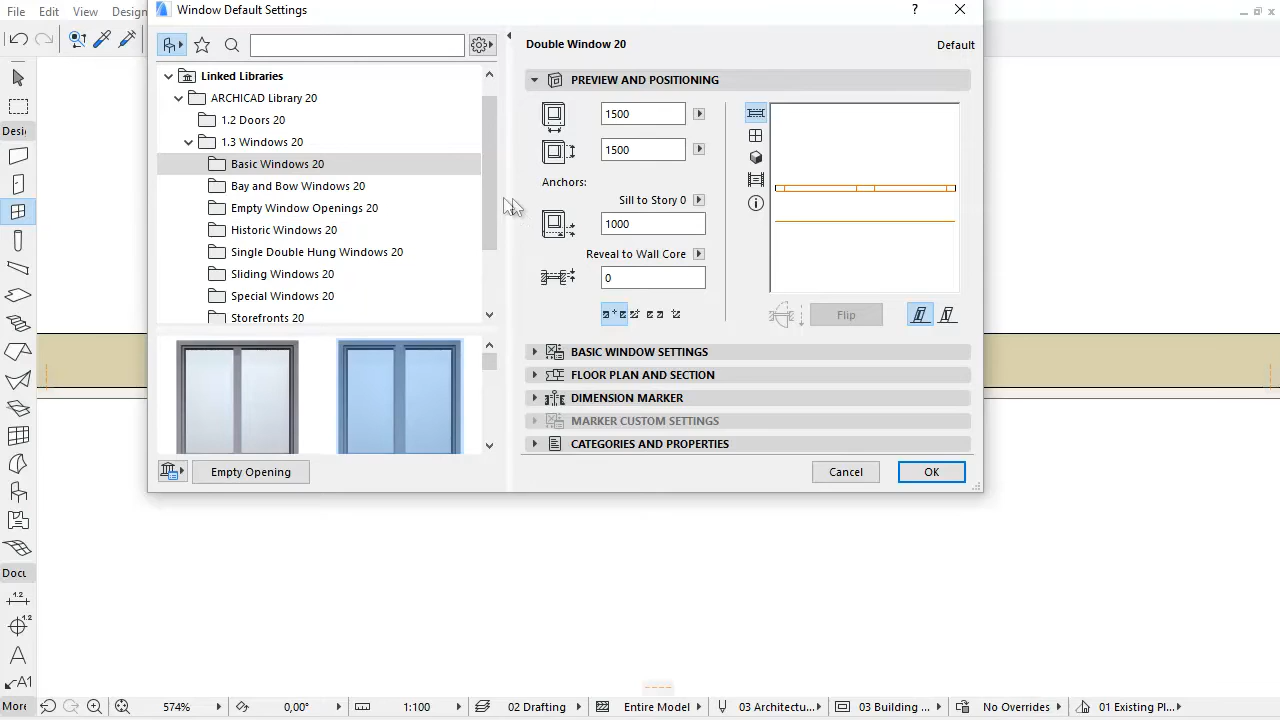 File Edit View Design
Window Default Settings
?
Double Window 20
Default
Linked Libraries
ARCHICAD Library 20
1.2 Doors 20
1.3 Windows 20
Basic Windows 20
Bay and Bow Windows 20
Empty Window Openings 20
Historic Windows 20
Single Double Hung Windows 20
Sliding Windows 20
Special Windows 20
Storefronts 20
Empty Opening
PREVIEW AND POSITIONING
1500
1500
Anchors:
Sill to Story 0
1000
Reveal to Wall Core
0
Flip
BASIC WINDOW SETTINGS
FLOOR PLAN AND SECTION
DIMENSION MARKER
MARKER CUSTOM SETTINGS
CATEGORIES AND PROPERTIES
Cancel
OK
Desi
Docu
1.2
1.2
A
A1
More
574%
0,00°
1:100
02 Drafting
Entire Model
03 Architectu...
03 Building ...
No Overrides
01 Existing Pl...